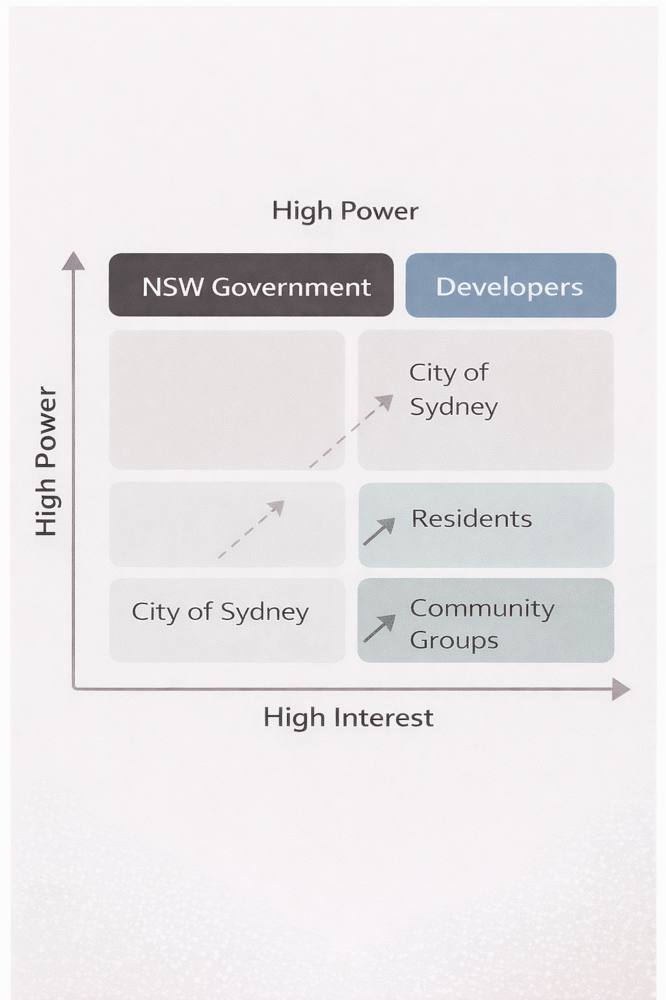 High Power
NSW Government
Developers
City of
Sydney
High Power
Residents
City of Sydney
Community
Groups
High Interest